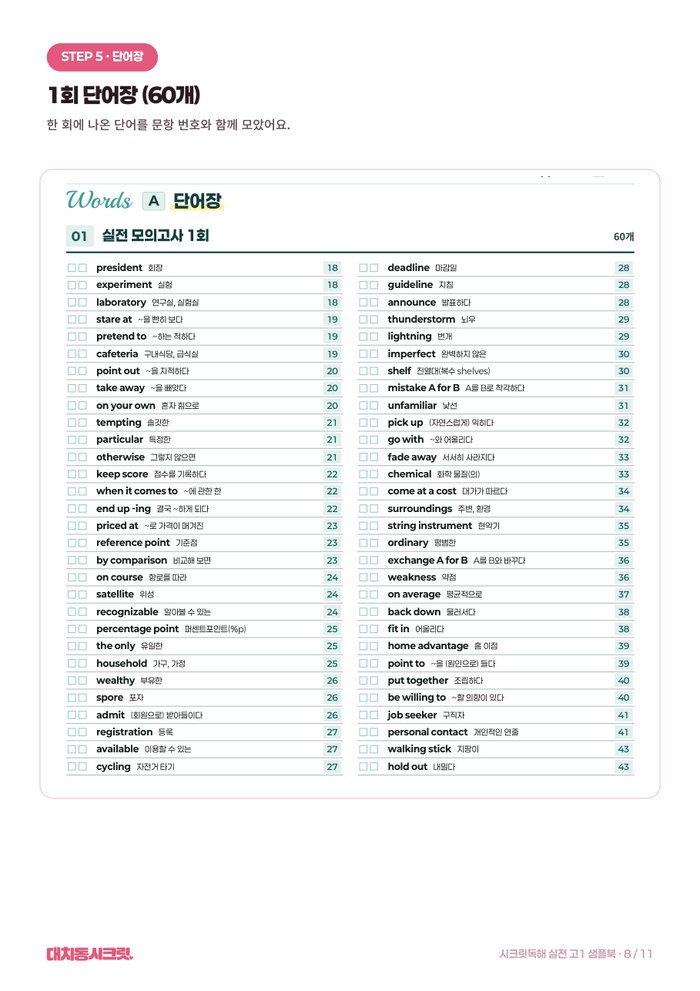 STEP 5 · 단어장
1회 단어장 (60개)
한 회에 나온 단어를 문항 번호와 함께 모았어요.
Words A 단어장
01 실전 모의고사 1회 60개
president 회장 18
experiment 실험 18
laboratory 연구실, 실험실 18
stare at ~을 빤히 보다 19
pretend to ~하는 척하다 19
cafeteria 구내식당, 급식실 19
point out ~을 지적하다 20
take away ~을 빼앗다 20
on your own 혼자 힘으로 20
tempting 솔깃한 21
particular 특정한 21
otherwise 그렇지 않으면 21
keep score 점수를 기록하다 22
when it comes to ~에 관한 한 22
end up -ing 결국 ~하게 되다 22
priced at ~로 가격이 매겨진 23
reference point 기준점 23
by comparison 비교해 보면 23
on course 항로를 따라 24
satellite 위성 24
recognizable 알아볼 수 있는 24
percentage point 퍼센트포인트(%p) 25
the only 유일한 25
household 가구, 가정 25
wealthy 부유한 26
spore 포자 26
admit (회원으로) 받아들이다 26
registration 등록 27
available 이용할 수 있는 27
cycling 자전거 타기 27
deadline 마감일 28
guideline 지침 28
announce 발표하다 28
thunderstorm 뇌우 29
lightning 번개 29
imperfect 완벽하지 않은 30
shelf 진열대(복수 shelves) 30
mistake A for B A를 B로 착각하다 31
unfamiliar 낯선 31
pick up (자연스럽게) 익히다 32
go with ~와 어울리다 32
fade away 서서히 사라지다 33
chemical 화학 물질(의) 33
come at a cost 대가가 따르다 34
surroundings 주변, 환경 34
string instrument 현악기 35
ordinary 평범한 35
exchange A for B A를 B와 바꾸다 36
weakness 약점 36
on average 평균적으로 37
back down 물러서다 38
fit in 어울리다 38
home advantage 홈 이점 39
point to ~을 (원인으로) 들다 39
put together 조립하다 40
be willing to ~할 의향이 있다 40
job seeker 구직자 41
personal contact 개인적인 연줄 41
walking stick 지팡이 43
hold out 내밀다 43
대치동시크릿.
시크릿독해 실전 고1 샘플북 · 8 / 11